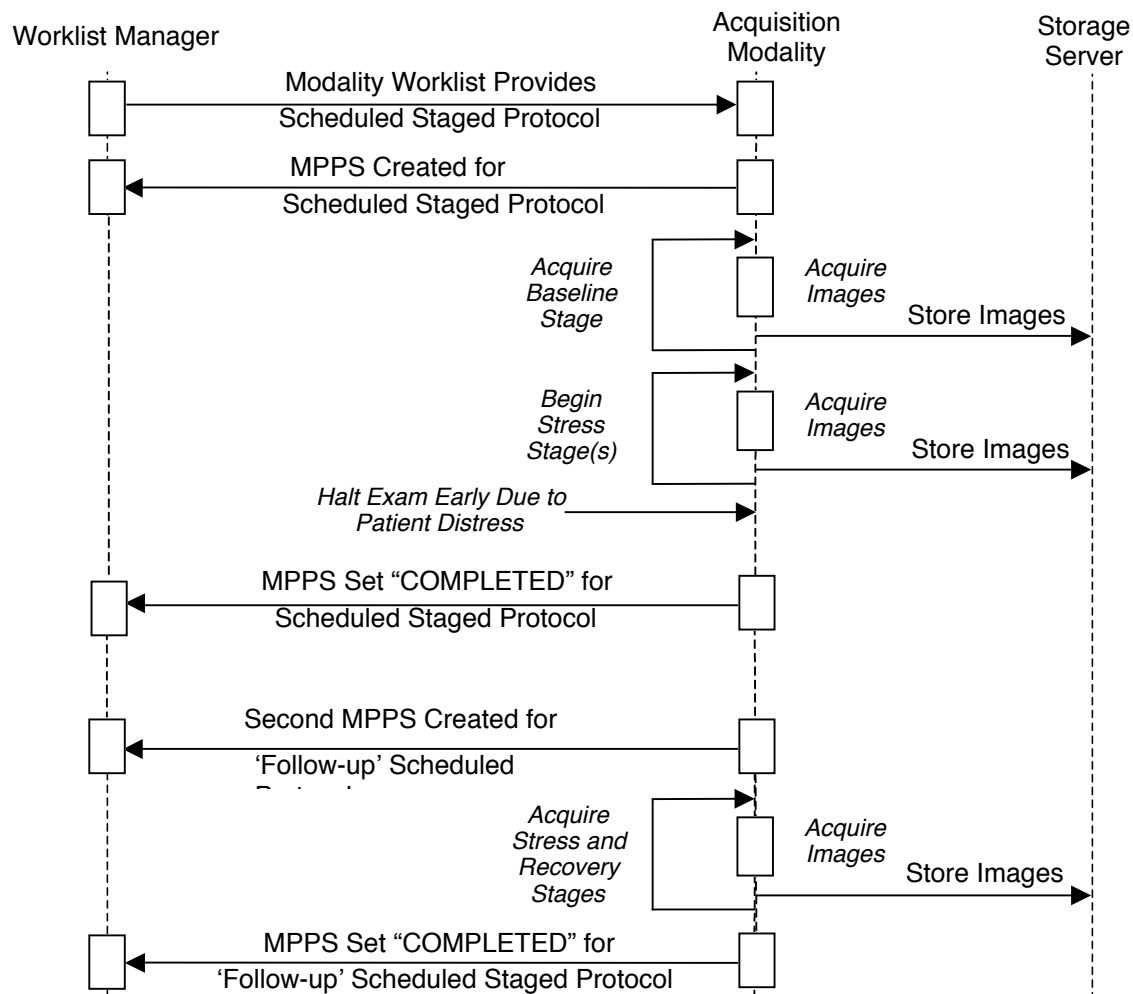 Worklist Manager
Acquisition
Modality
Storage
Server
Modality Worklist Provides
Scheduled Staged Protocol
MPPS Created for
Scheduled Staged Protocol
Acquire
Baseline
Stage
Acquire
Images
Store Images
Begin
Stress
Stage(s)
Acquire
Images
Store Images
Halt Exam Early Due to
Patient Distress
MPPS Set “COMPLETED” for
Scheduled Staged Protocol
Second MPPS Created for
‘Follow-up’ Scheduled
Acquire
Stress and
Recovery
Stages
Acquire
Images
Store Images
MPPS Set “COMPLETED” for
‘Follow-up’ Scheduled Staged Protocol